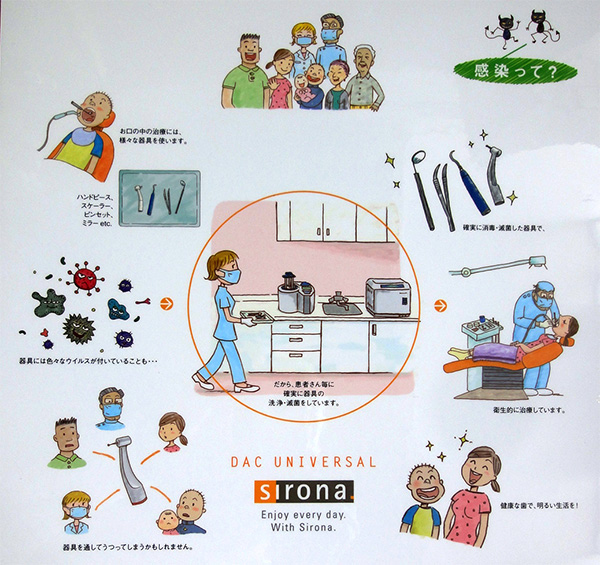 感染って？
お口の中の治療には、
様々な器具を使います。
ハンドピース、
スケーラー、
ピンセット、
ミラー etc.
器具には色々なウイルスが付いていることも・・・
器具を通してうつってしまうかもしれません。
だから、患者さん毎に
確実に器具の
洗浄・滅菌をしています。
確実に消毒・滅菌した器具で、
衛生的に治療しています。
健康な歯で、明るい生活を！
DAC UNIVERSAL
sirona.
Enjoy every day.
With Sirona.